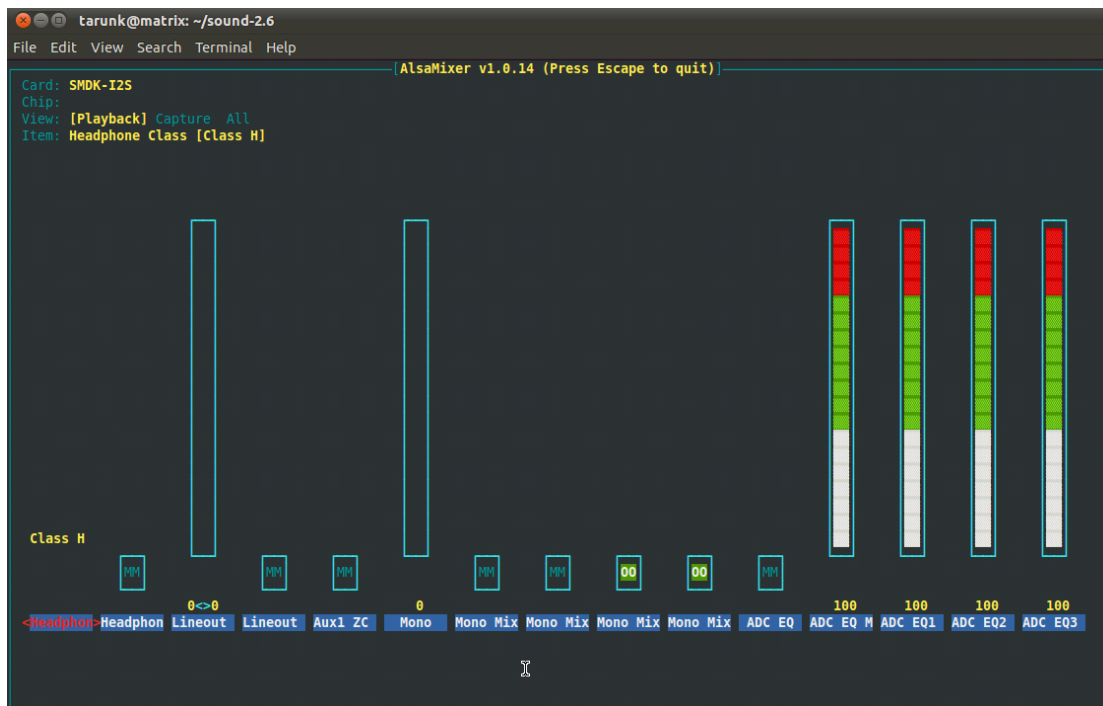 tarunk@matrix: ~/sound-2.6
File Edit View Search Terminal Help
[AlsaMixer v1.0.14 (Press Escape to quit)]
Card: SMDK-I2S
Chip:
View: [Playback] Capture All
Item: Headphone Class [Class H]
Class H
MM MM MM MM MM OO OO MM
0<>0 0 100 100 100 100
<Headphon>Headphon Lineout Lineout Aux1 ZC Mono Mono Mix Mono Mix Mono Mix Mono Mix ADC EQ ADC EQ M ADC EQ1 ADC EQ2 ADC EQ3